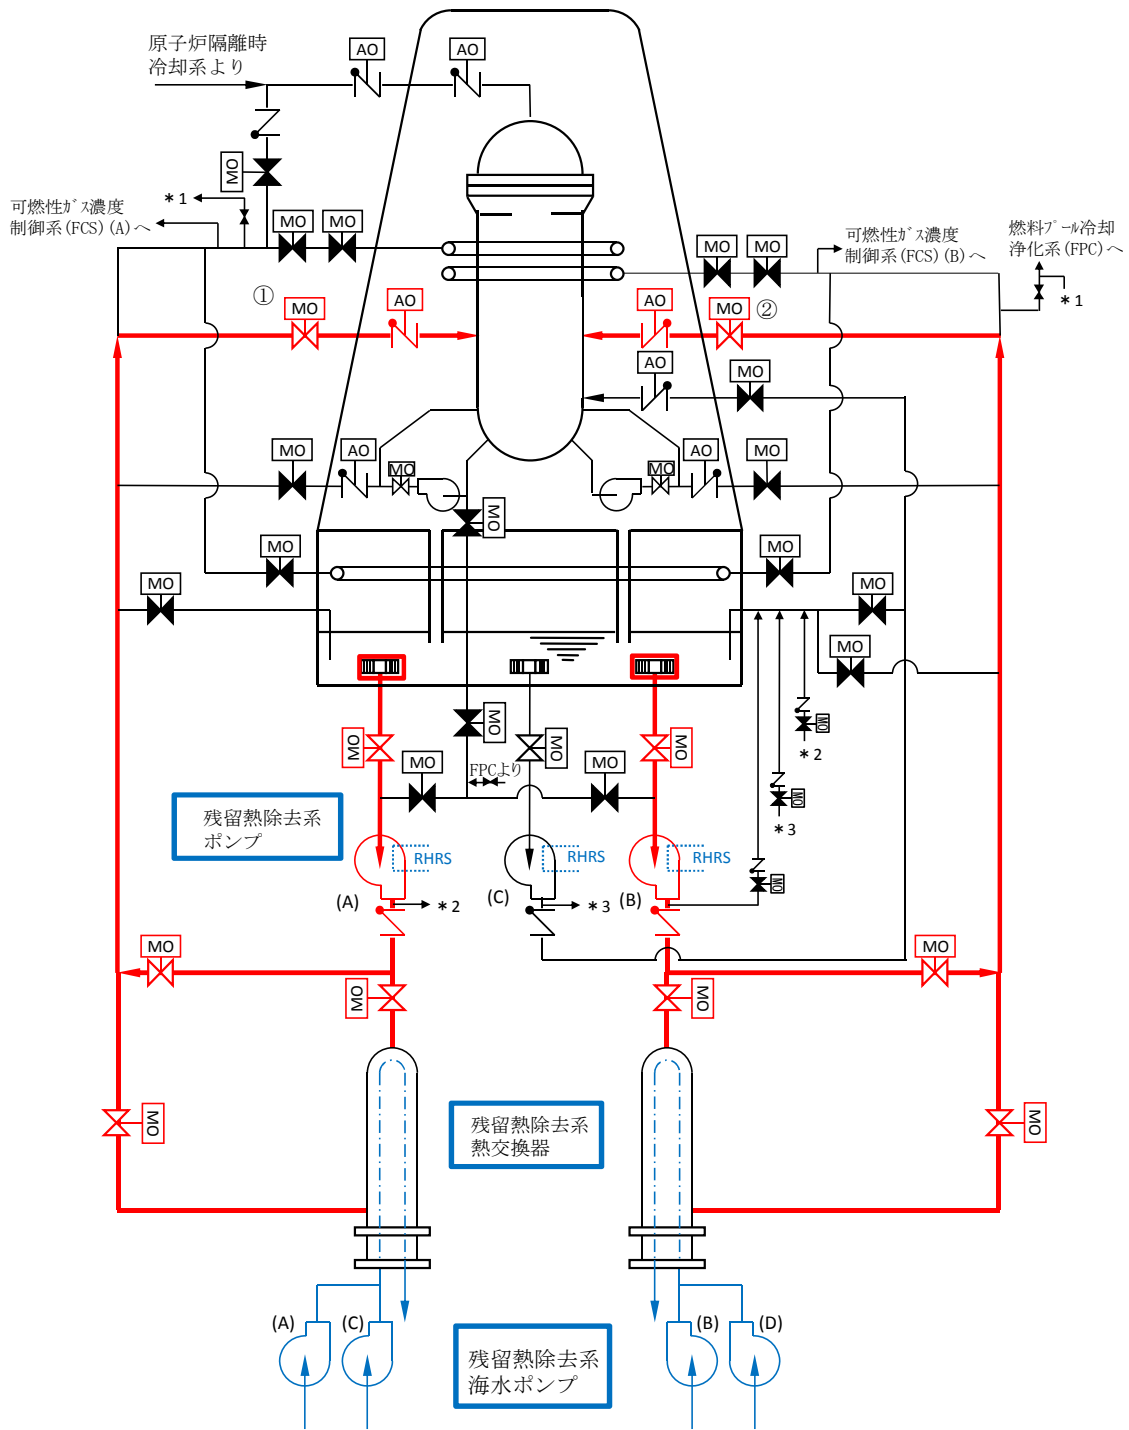 原子炉隔離時
冷却系より
AO
AO
MO
*1
可燃性ｶﾞｽ濃度
制御系(FCS)(A)へ
MO
MO
MO
MO
可燃性ｶﾞｽ濃度
制御系(FCS)(B)へ
燃料ﾌﾟｰﾙ冷却
浄化系(FPC)へ
*1
①
MO
AO
AO
MO
②
AO
MO
MO
AO
MO
MO
AO
MO
MO
MO
MO
MO
MO
MO
MO
MO
MO
MO
MO
MO
*2
FPCより
MO
MO
MO
*3
残留熱除去系
ポンプ
RHRS
RHRS
RHRS
MO
(A)
*2
(C)
*3
(B)
MO
MO
MO
MO
MO
MO
残留熱除去系
熱交換器
(A)
(C)
(B)
(D)
残留熱除去系
海水ポンプ